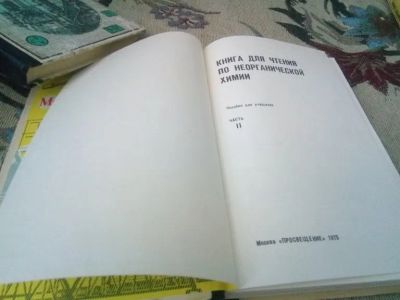 КНИГА ДЛЯ ЧТЕНИЯ
ПО НЕОРГАНИЧЕСКОЙ
ХИМИИ
Пособие для учащихся
ЧАСТЬ
II
Москва «ПРОСВЕЩЕНИЕ» 1975